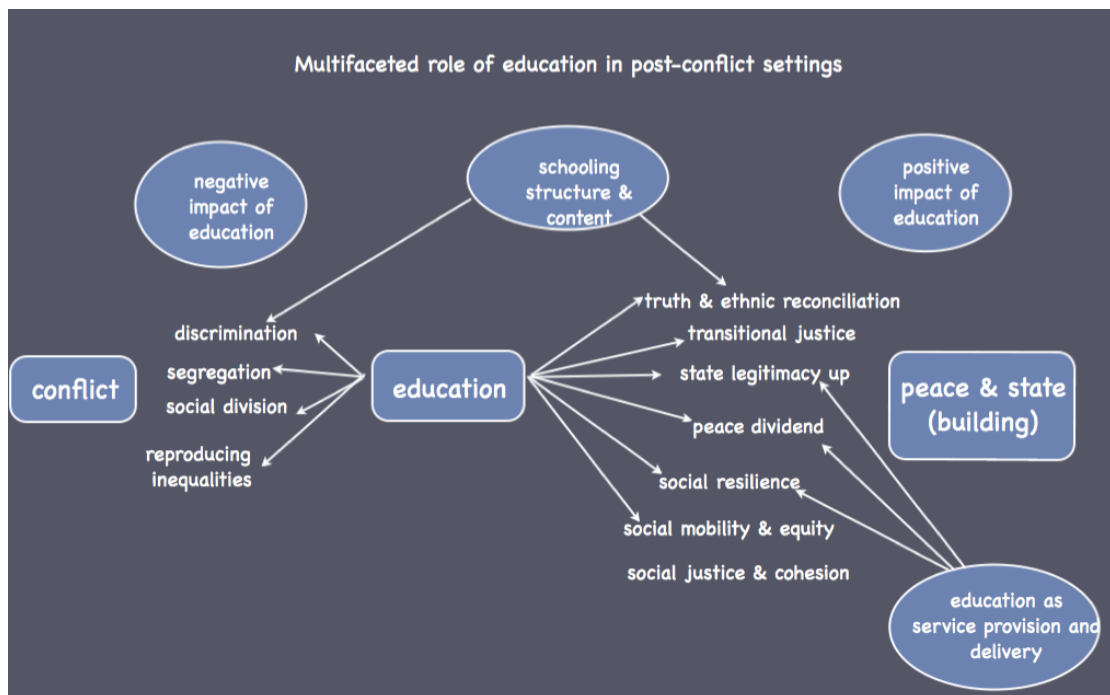 Multifaceted role of education in post-conflict settings
negative
impact of
education
schooling
structure &
content
positive
impact of
education
discrimination
segregation
social division
reproducing
inequalities
conflict
education
truth & ethnic reconciliation
transitional justice
state legitimacy up
peace dividend
social resilience
social mobility & equity
social justice & cohesion
peace & state
(building)
education as
service provision and
delivery